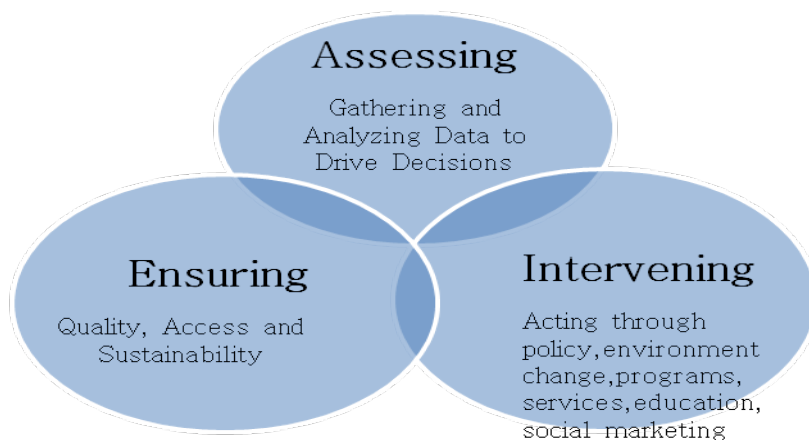 Assessing
Gathering and
Analyzing Data to
Drive Decisions
Ensuring
Quality, Access and
Sustainability
Intervening
Acting through
policy,environment
change,programs,
services,education,
social marketing